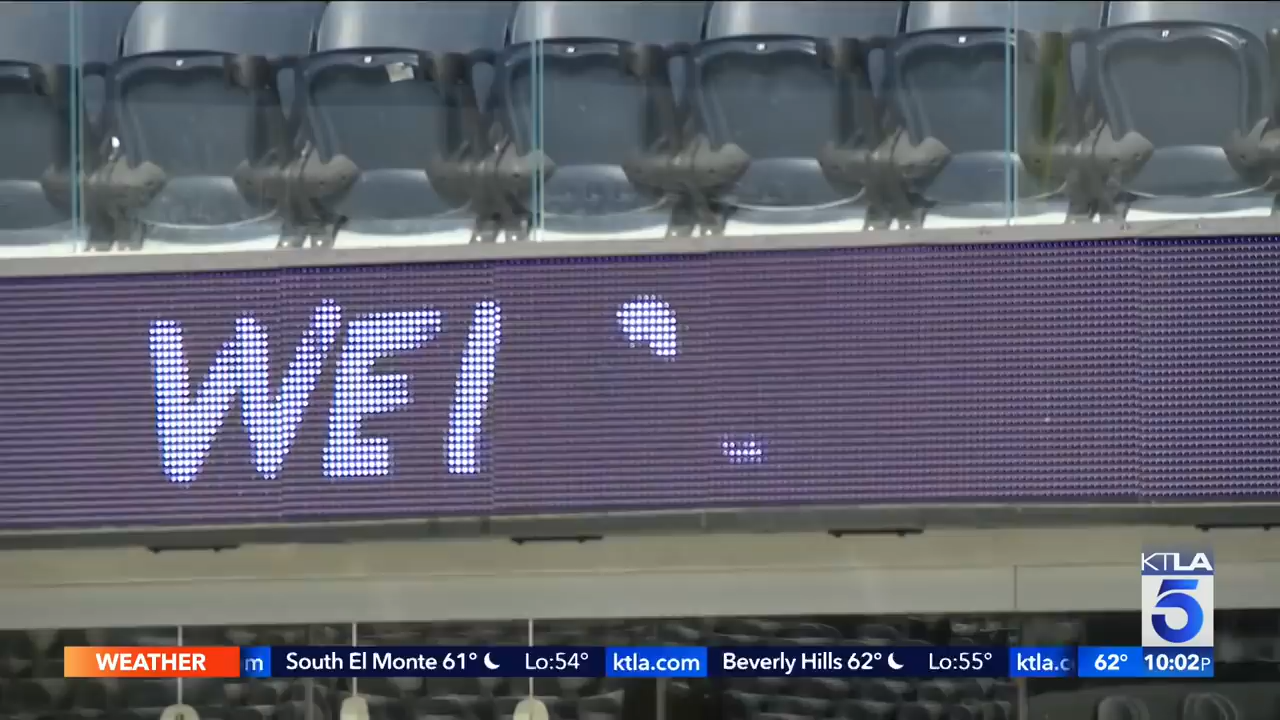 WEI
KTLA
5
WEATHER
m South El Monte 61° Lo:54° ktla.com Beverly Hills 62° Lo:55° ktla.c 62° 10:02P